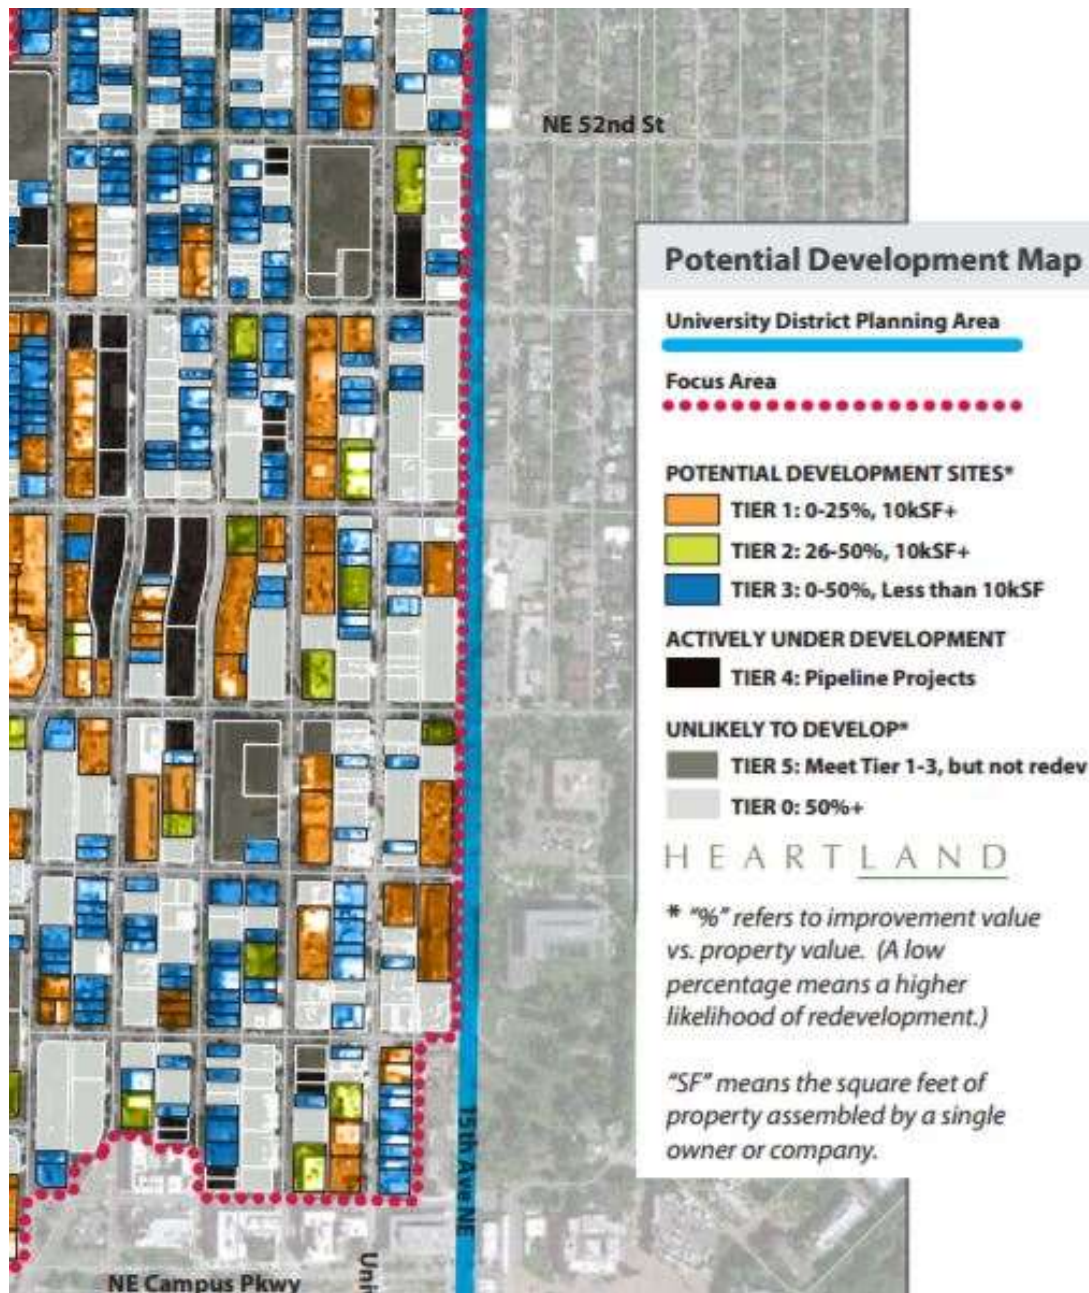 NE 52nd St
Potential Development Map
University District Planning Area
Focus Area
POTENTIAL DEVELOPMENT SITES*
TIER 1: 0-25%, 10kSF+
TIER 2: 26-50%, 10kSF+
TIER 3: 0-50%, Less than 10kSF
ACTIVELY UNDER DEVELOPMENT
TIER 4: Pipeline Projects
UNLIKELY TO DEVELOP*
TIER 5: Meet Tier 1-3, but not redev
TIER 0: 50%+
HEARTLAND
* "%" refers to improvement value
vs. property value. (A low
percentage means a higher
likelihood of redevelopment.)
"SF" means the square feet of
property assembled by a single
owner or company.
15th Ave NE
Uni
NE Campus Pkwy